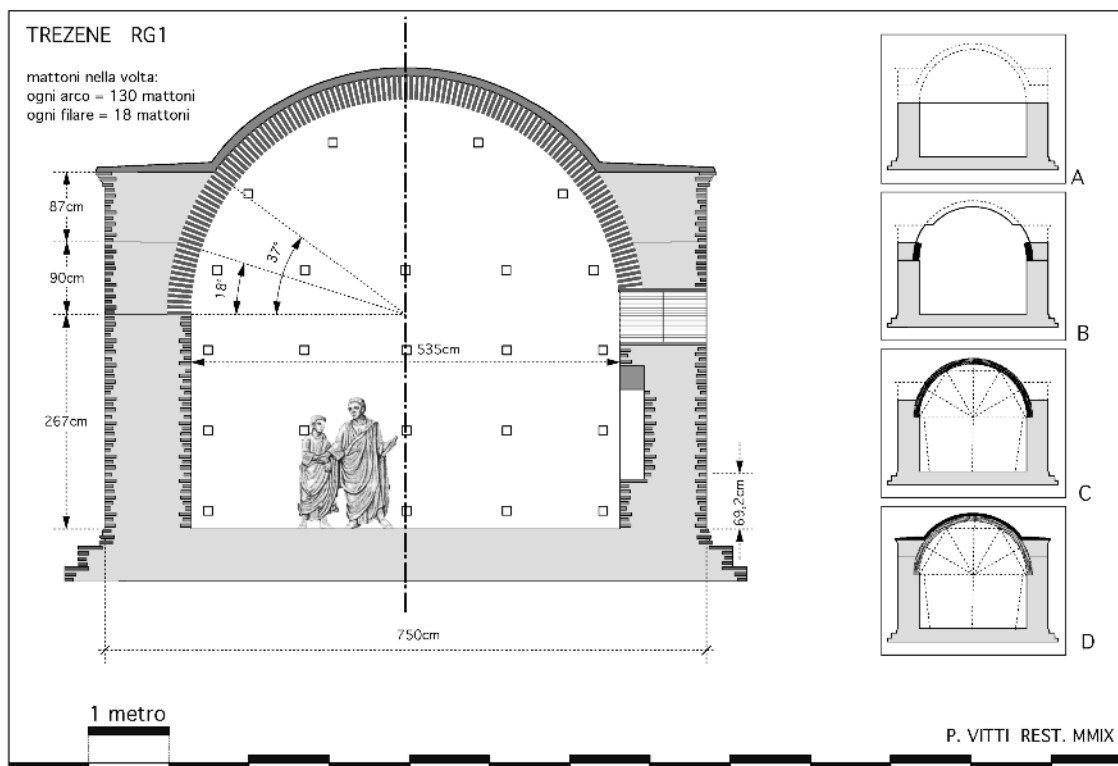 TREZENE RG1
mattoni nella volta:
ogni arco = 130 mattoni
ogni filare = 18 mattoni
87cm
90cm
267cm
37°
18°
535cm
69,2cm
750cm
1 metro
A
B
C
D
P. VITTI REST. MMIX